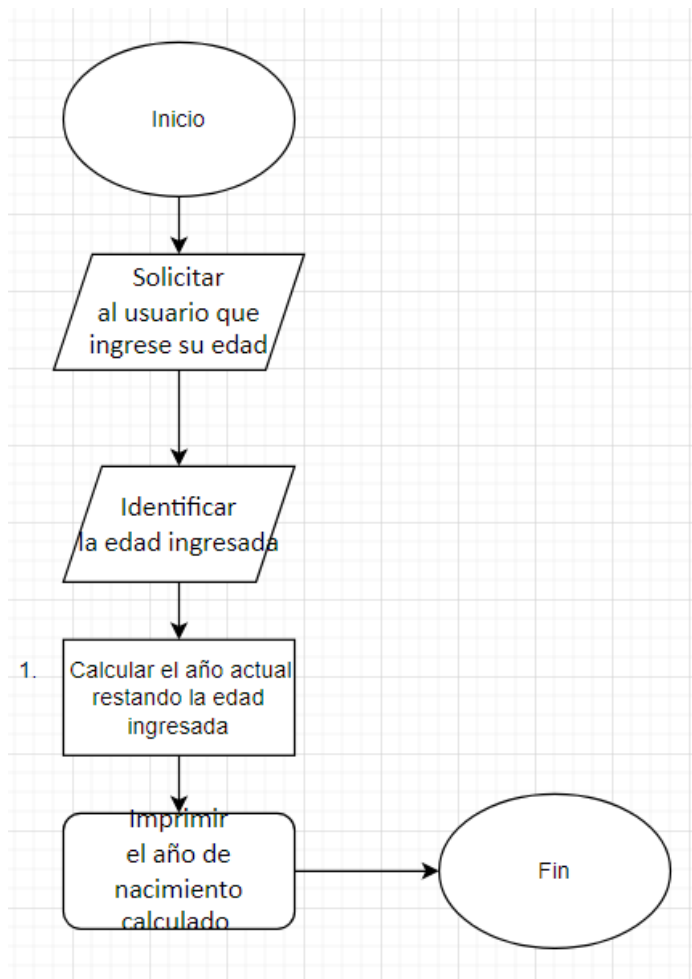 Inicio
Solicitar
al usuario que
ingrese su edad
Identificar
la edad ingresada
1. Calcular el año actual
restando la edad
ingresada
Imprimir
el año de
nacimiento
calculado
Fin